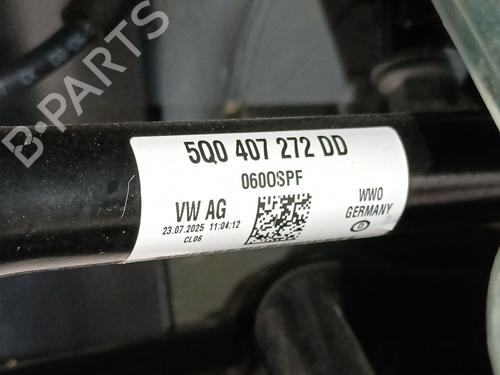 B-PARTS
5Q0 407 272 DD
0600SPF
VW AG
WWO
GERMANY
23.07.2025 11:04:12
CL06